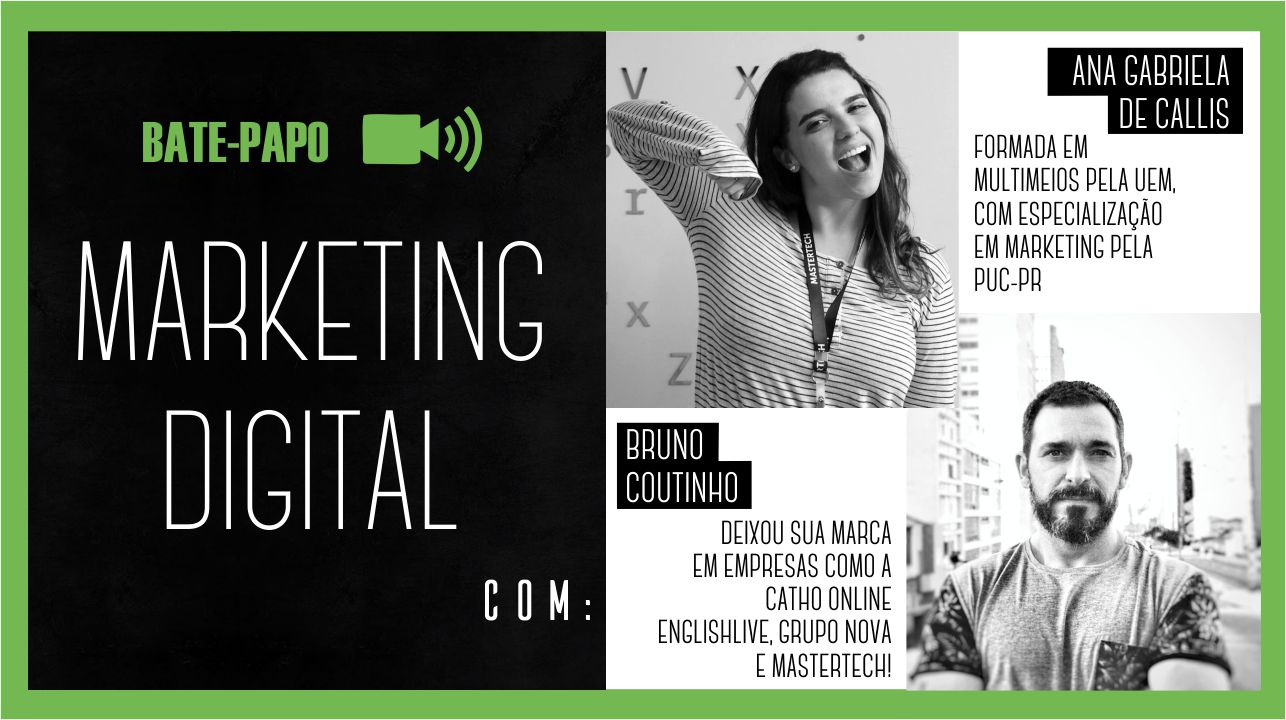 BATE-PAPO
MARKETING
DIGITAL
COM:
V X
r
x
Z
MASTERTECH
ANA GABRIELA
DE CALLIS
FORMADA EM
MULTIMEIOS PELA UEM,
COM ESPECIALIZAÇÃO
EM MARKETING PELA
PUC-PR
BRUNO
COUTINHO
DEIXOU SUA MARCA
EM EMPRESAS COMO A
CATHO ONLINE
ENGLISHLIVE, GRUPO NOVA
E MASTERTECH!